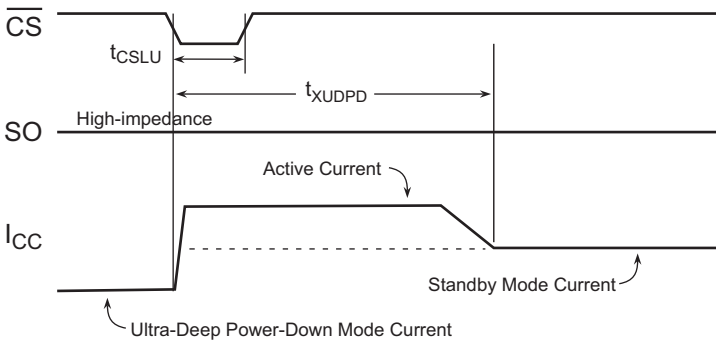 CS
tCSLU
tXUDPD
High-impedance
SO
Active Current
ICC
Standby Mode Current
Ultra-Deep Power-Down Mode Current